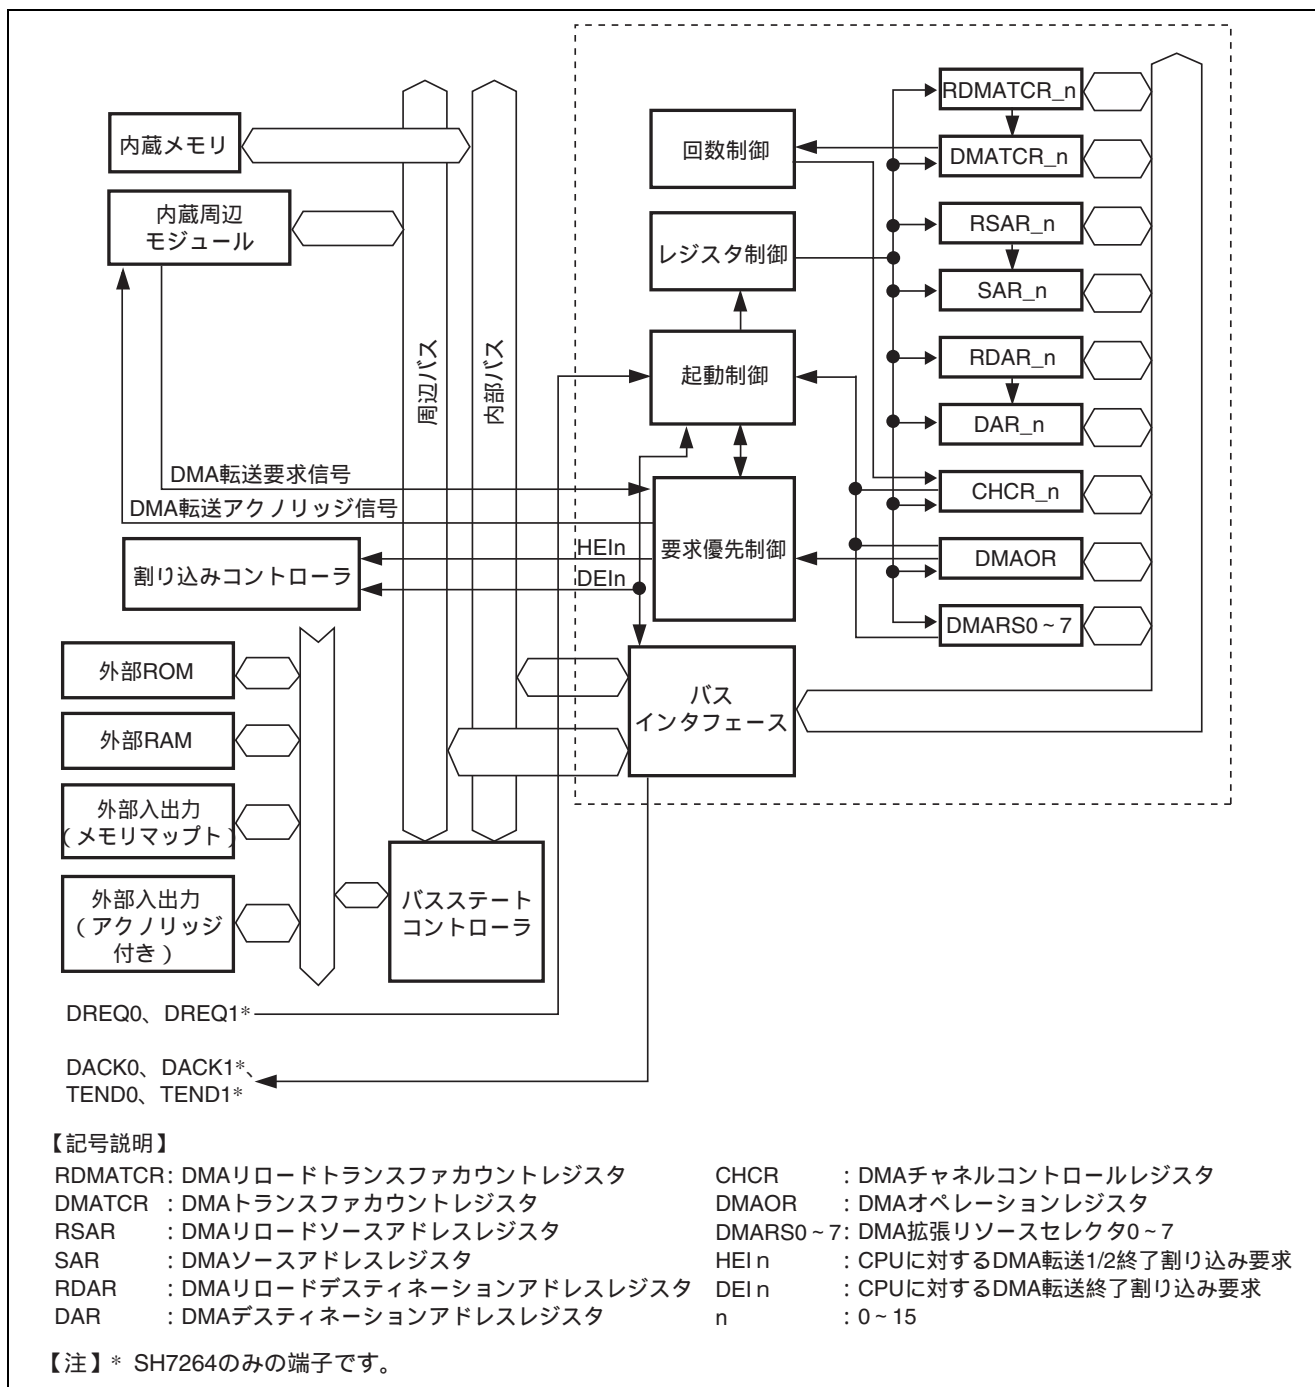 内蔵メモリ
内蔵周辺
モジュール
周辺バス
内部バス
DMA転送要求信号
DMA転送アクノリッジ信号
割り込みコントローラ
HEIn
DEIn
外部ROM
外部RAM
外部入出力
(メモリマップト)
外部入出力
(アクノリッジ
付き)
バスステート
コントローラ
回数制御
レジスタ制御
起動制御
要求優先制御
バス
インタフェース
RDMATCR_n
DMATCR_n
RSAR_n
SAR_n
RDAR_n
DAR_n
CHCR_n
DMAOR
DMARS0~7
DREQ0、DREQ1*
DACK0、DACK1*、
TEND0、TEND1*
【記号説明】
RDMATCR:DMAリロードトランスファカウントレジスタ
DMATCR :DMAトランスファカウントレジスタ
RSAR :DMAリロードソースアドレスレジスタ
SAR :DMAソースアドレスレジスタ
RDAR :DMAリロードデスティネーションアドレスレジスタ
DAR :DMAデスティネーションアドレスレジスタ
CHCR :DMAチャネルコントロールレジスタ
DMAOR :DMAオペレーションレジスタ
DMARS0~7:DMA拡張リソースセレクタ0~7
HEI n :CPUに対するDMA転送1/2終了割り込み要求
DEI n :CPUに対するDMA転送終了割り込み要求
n :0~15
【注】* SH7264のみの端子です。